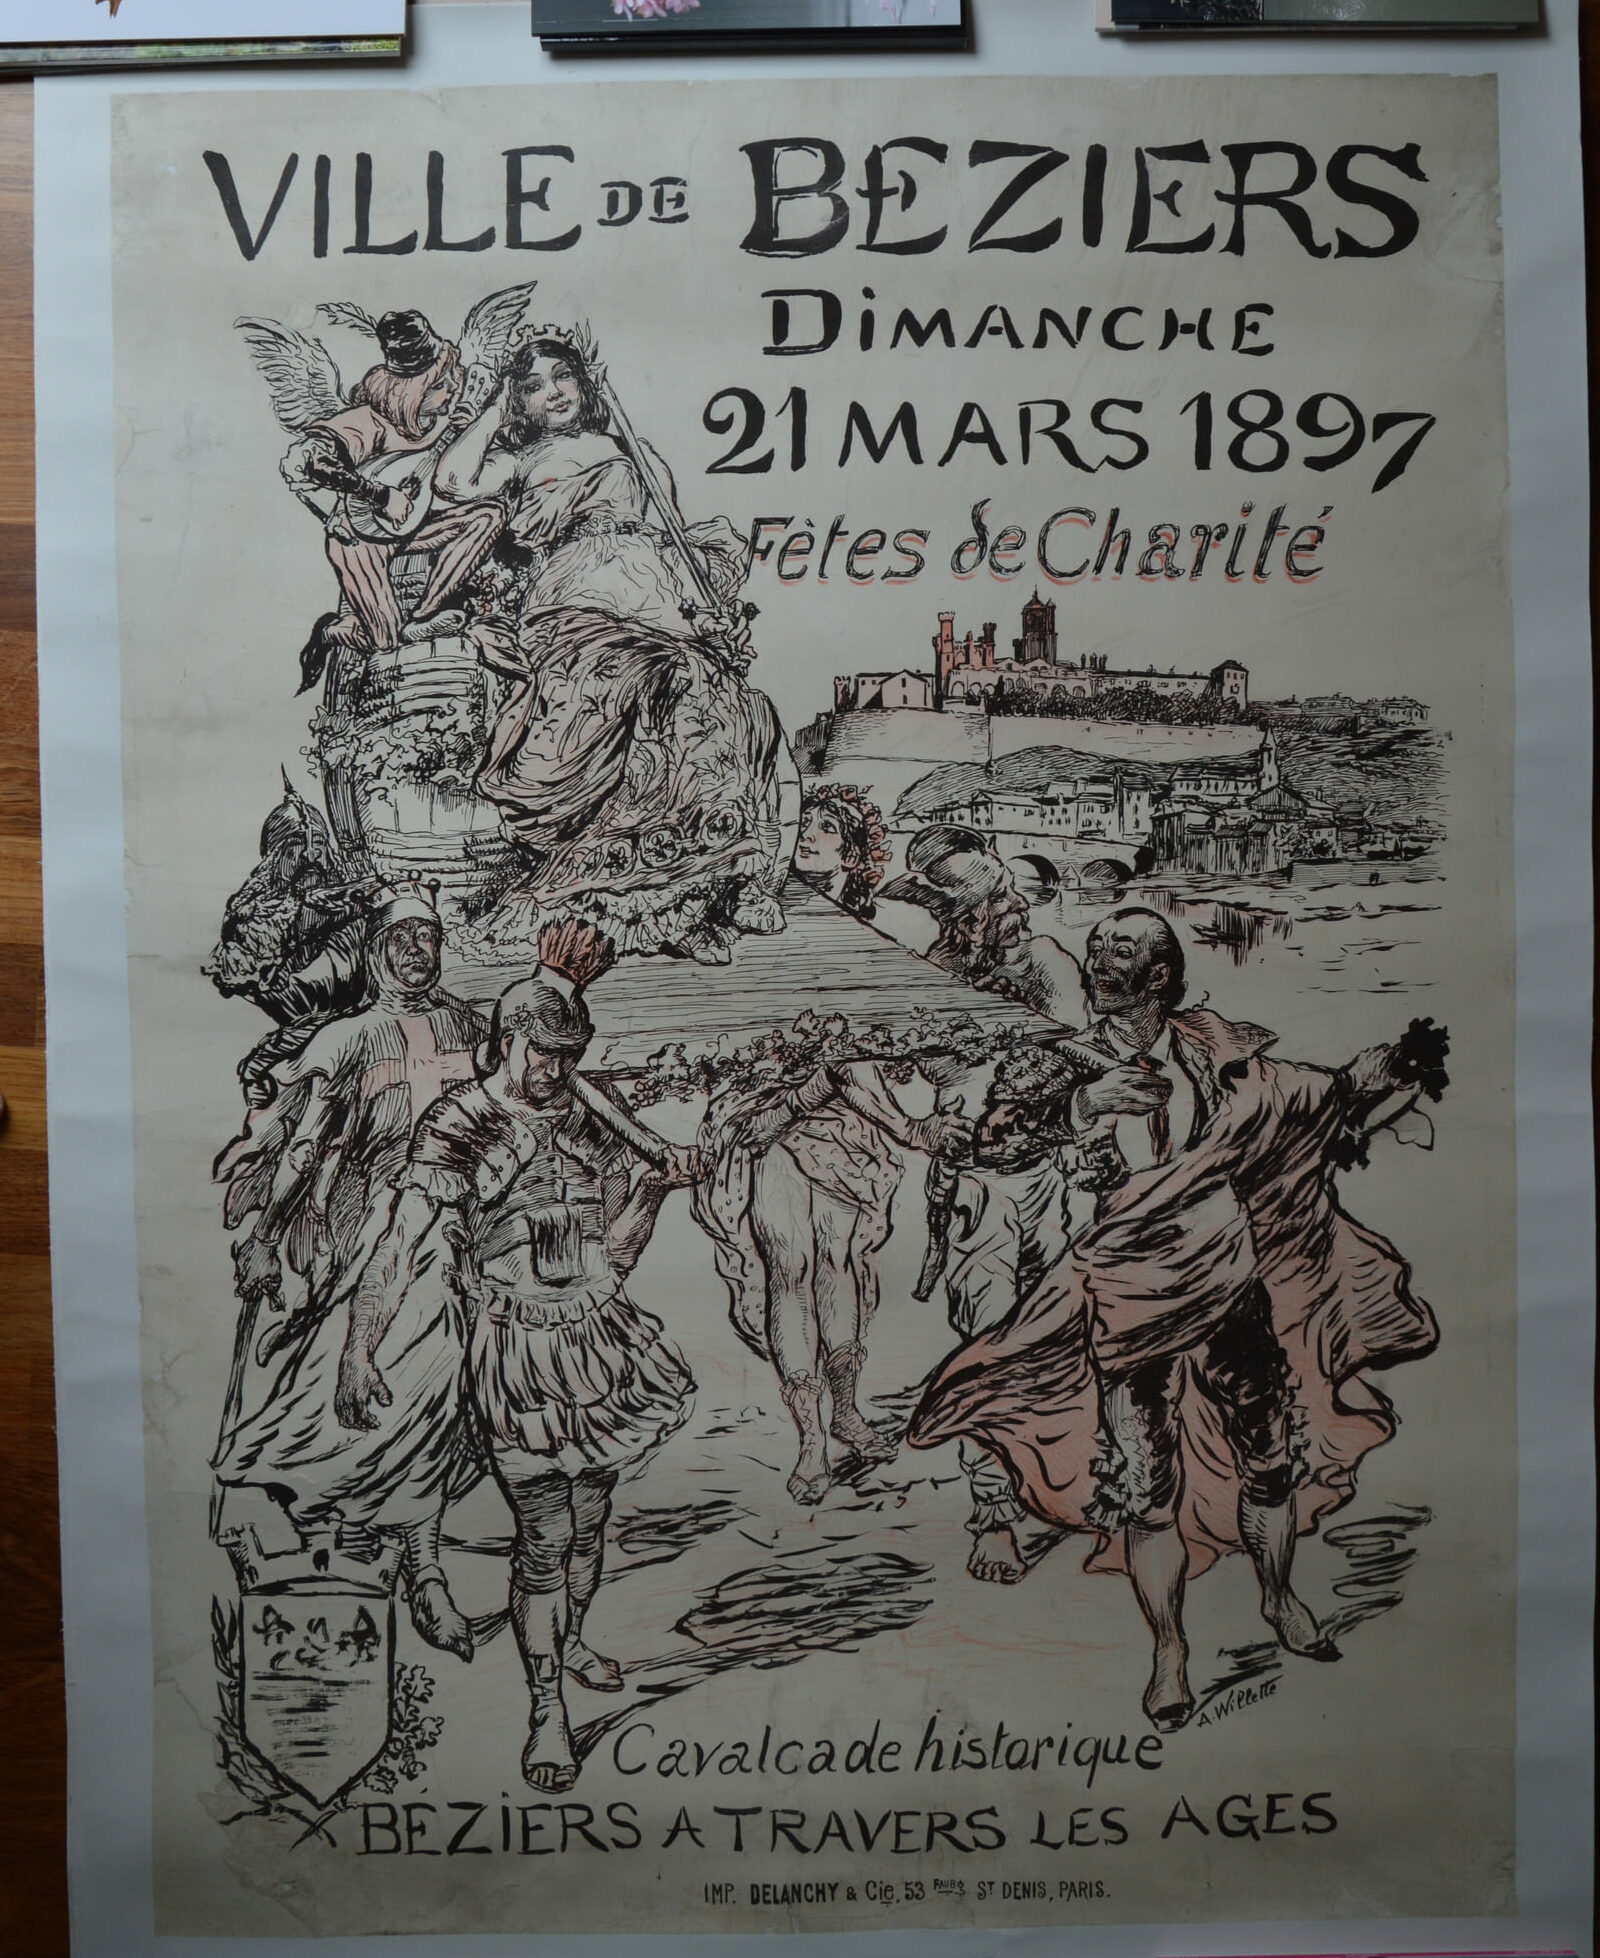 VILLE DE BEZIERS
DiMANCHE
21 MARS 1897
Fêtes de Charité
A. Willette
Cavalcade historique
BÉZiERS A TRAVERS LES AGES
IMP. DELANCHY & Cie, 53 FAUBG ST DENIS, PARIS.